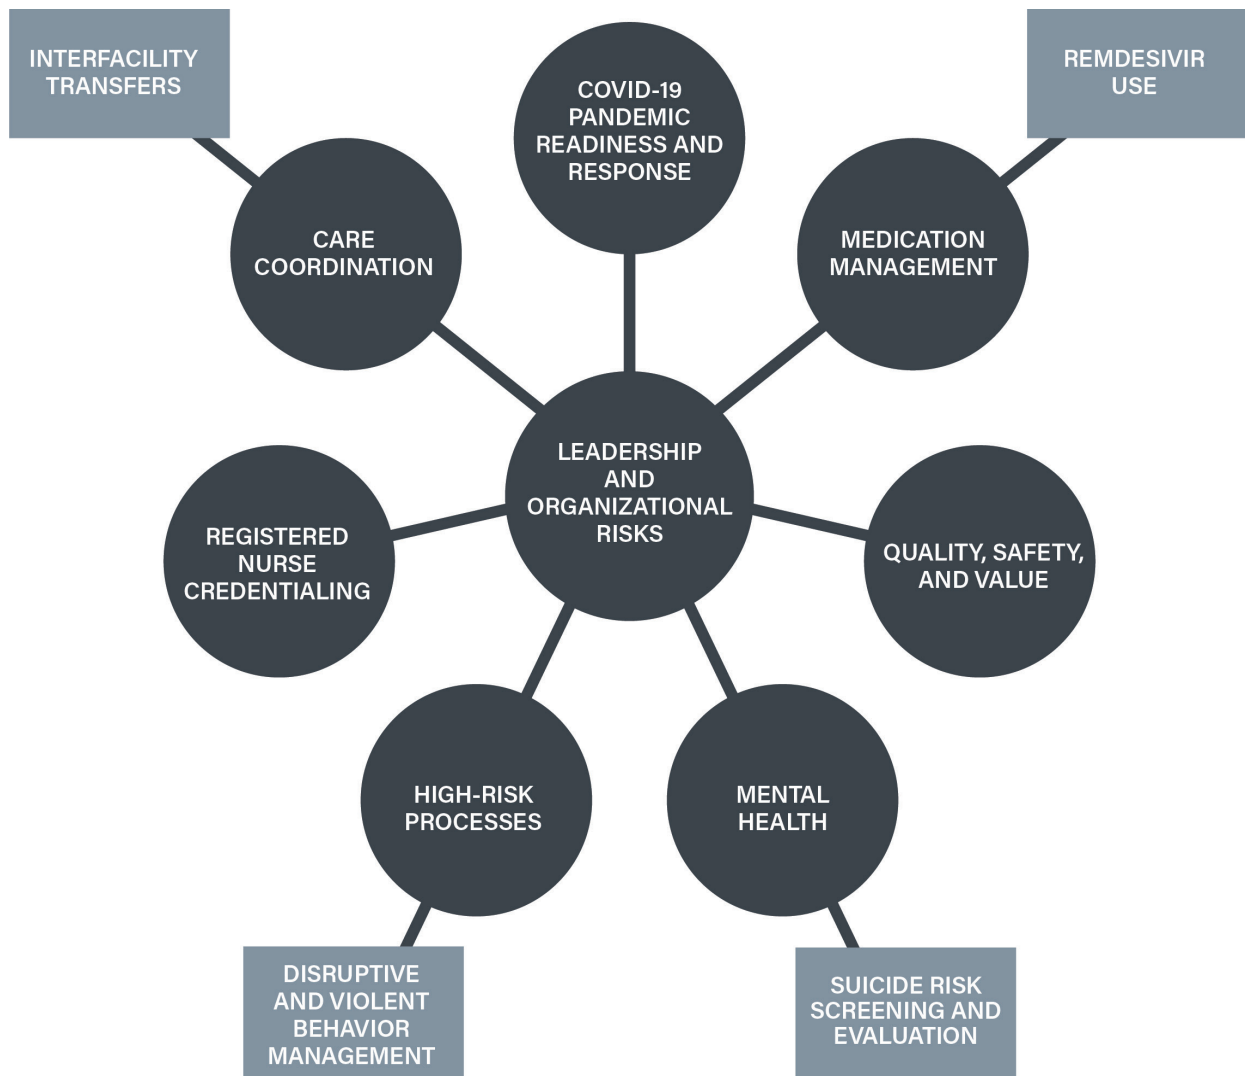 INTERFACILITY
TRANSFERS
COVID-19
PANDEMIC
READINESS AND
RESPONSE
REMDESIVIR
USE
CARE
COORDINATION
MEDICATION
MANAGEMENT
LEADERSHIP
AND
ORGANIZATIONAL
RISKS
REGISTERED
NURSE
CREDENTIALING
QUALITY, SAFETY,
AND VALUE
HIGH-RISK
PROCESSES
MENTAL
HEALTH
DISRUPTIVE
AND VIOLENT
BEHAVIOR
MANAGEMENT
SUICIDE RISK
SCREENING AND
EVALUATION